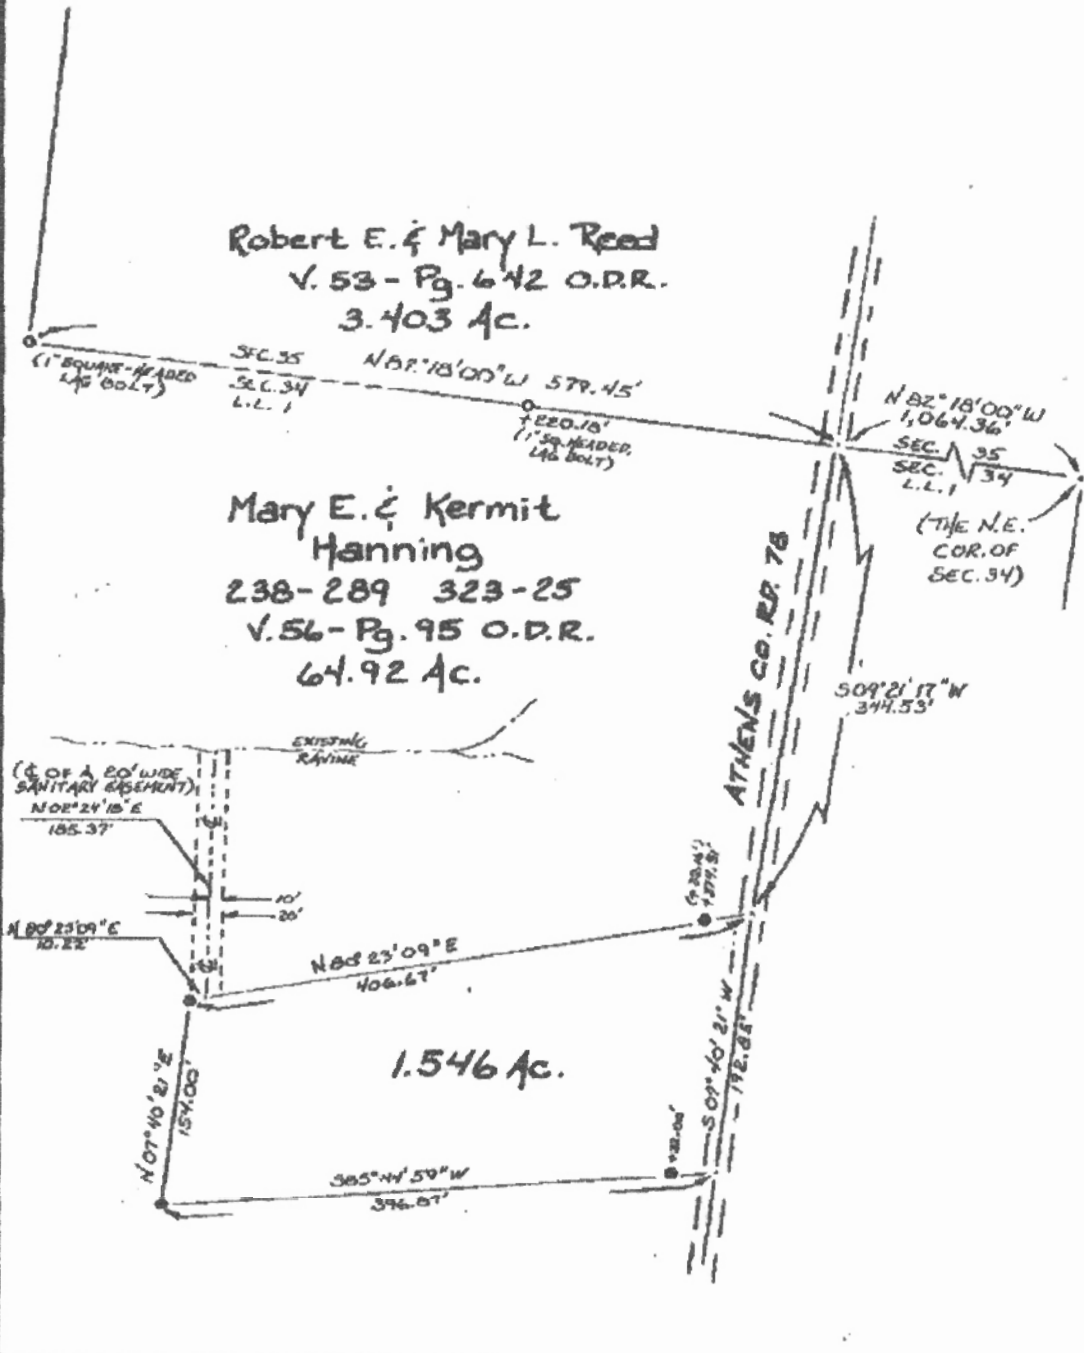 Robert E. & Mary L. Reed
V. 53 - Pg. 642 O.D.R.
3.403 Ac.
(1" SQUARE-HEADED
LAG BOLT)
SEC. 35
SEC. 34
L.L. 1
N 82° 18' 00" W 579.45'
+220.18'
(1" SQ. HEADED,
LAG BOLT)
N 82° 18' 00" W
1,064.36'
SEC. 35
SEC. 34
L.L. 1
(THE N.E.
COR. OF
SEC. 34)
Mary E. & Kermit
Hanning
238-289 323-25
V. 56 - Pg. 95 O.D.R.
64.92 Ac.
ATHENS CO. RD. 78
S 09° 21' 17" W
344.53'
EXISTING
RAVINE
(℄ OF A 20' WIDE
SANITARY EASEMENT)
N 02° 24' 18" E
185.37'
℄
10'
20'
N 80° 23' 09" E
10.22'
℄
N 80° 23' 09" E
406.67'
1.546 Ac.
N 07° 40' 21" E
154.00'
S 07° 40' 21" W
192.85'
S 85° 44' 59" W
396.87'